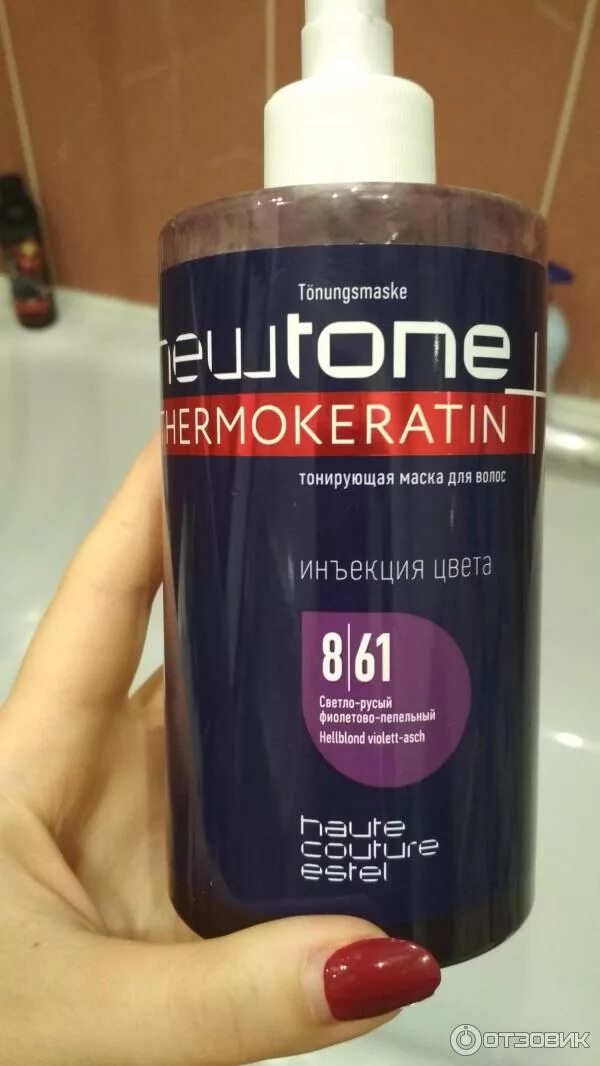 Tönungsmaske
newtone+
THERMOKERATIN
тонирующая маска для волос
инъекция цвета
8|61
Светло-русый
фиолетово-пепельный
Hellblond violett-asch
haute
couture
estel
ОТЗОВИК